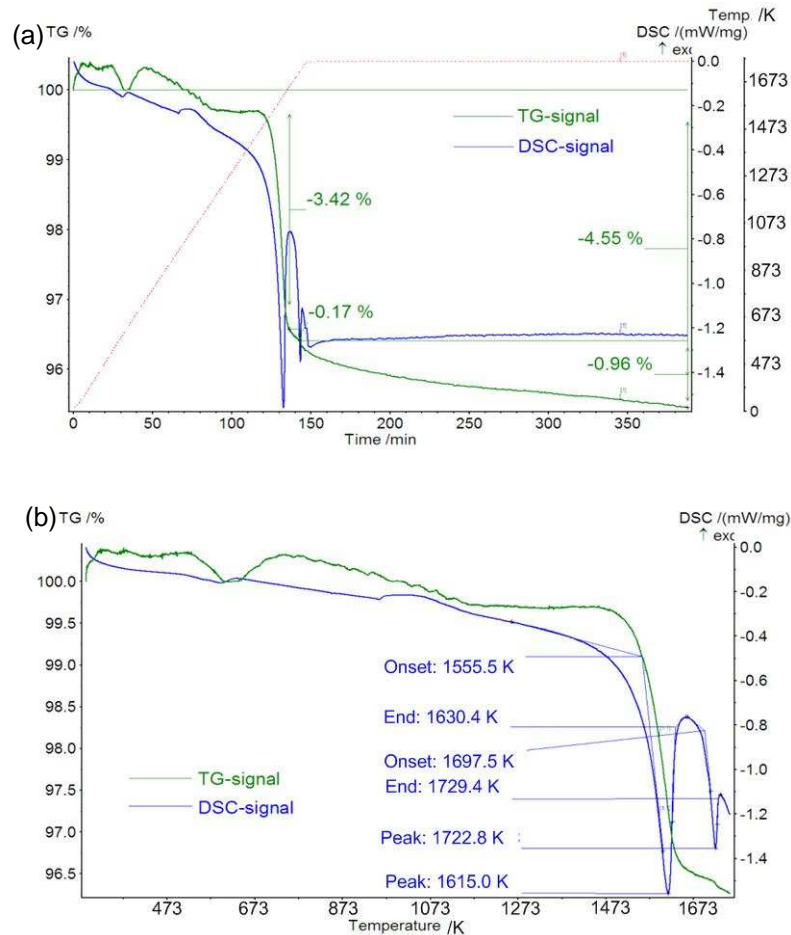 (a)
TG /%
Temp. /K
DSC /(mW/mg)
↑ exo
100
99
98
97
96
0.0
-0.2
-0.4
-0.6
-0.8
-1.0
-1.2
-1.4
1673
1473
1273
1073
873
673
473
0
TG-signal
DSC-signal
-3.42 %
-4.55 %
-0.17 %
-0.96 %
0 50 100 150 200 250 300 350
Time /min
(b)
TG /%
DSC /(mW/mg)
↑ exo
100.0
99.5
99.0
98.5
98.0
97.5
97.0
96.5
0.0
-0.2
-0.4
-0.6
-0.8
-1.0
-1.2
-1.4
Onset: 1555.5 K
End: 1630.4 K
Onset: 1697.5 K
End: 1729.4 K
Peak: 1722.8 K
Peak: 1615.0 K
TG-signal
DSC-signal
473 673 873 1073 1273 1473 1673
Temperature /K